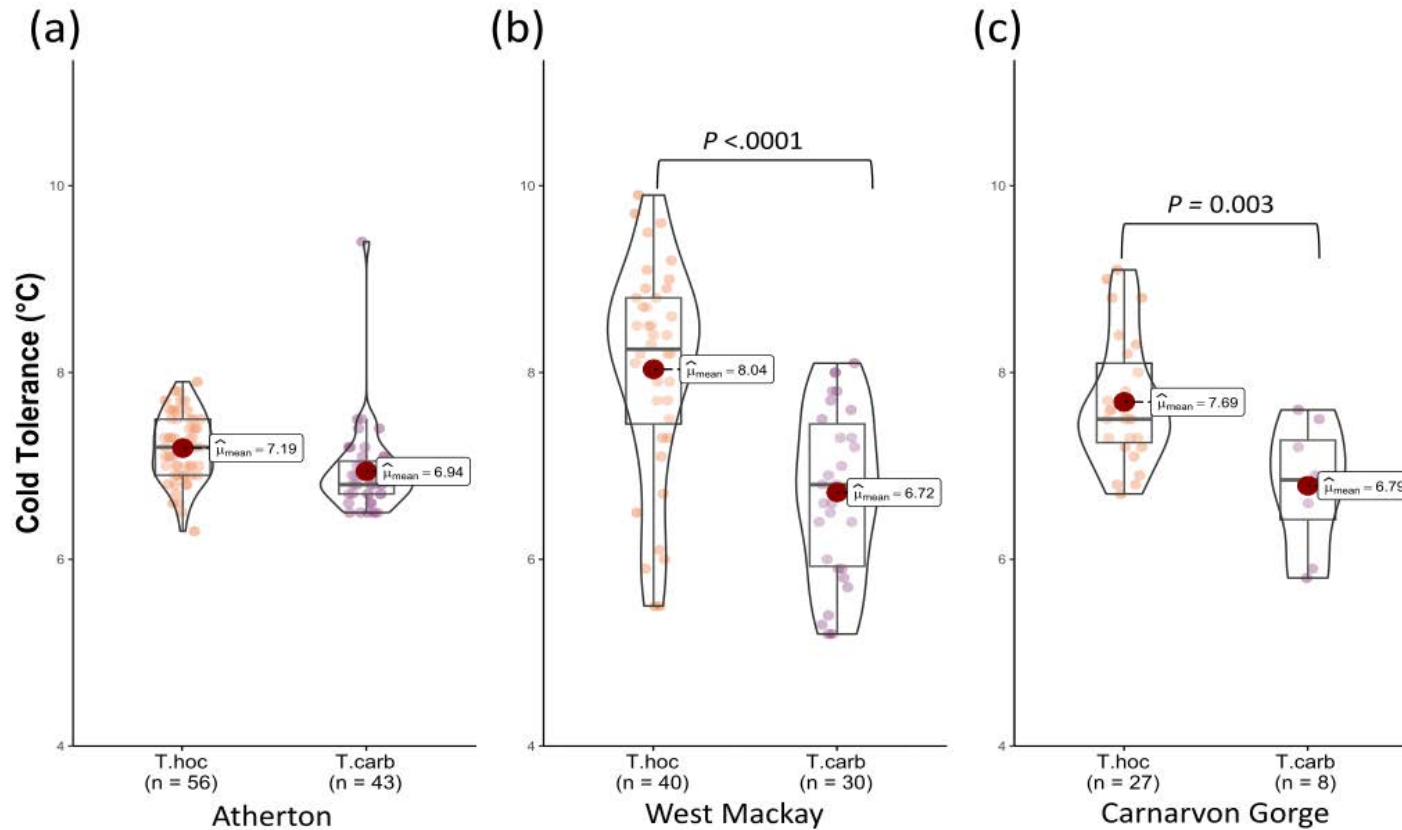 (a)
(b)
(c)
Cold Tolerance (°C)
10
8
6
4
μ̂mean = 7.19
μ̂mean = 6.94
T.hoc
(n = 56)
T.carb
(n = 43)
Atherton
P <.0001
10
8
6
4
μ̂mean = 8.04
μ̂mean = 6.72
T.hoc
(n = 40)
T.carb
(n = 30)
West Mackay
P = 0.003
10
8
6
4
μ̂mean = 7.69
μ̂mean = 6.79
T.hoc
(n = 27)
T.carb
(n = 8)
Carnarvon Gorge